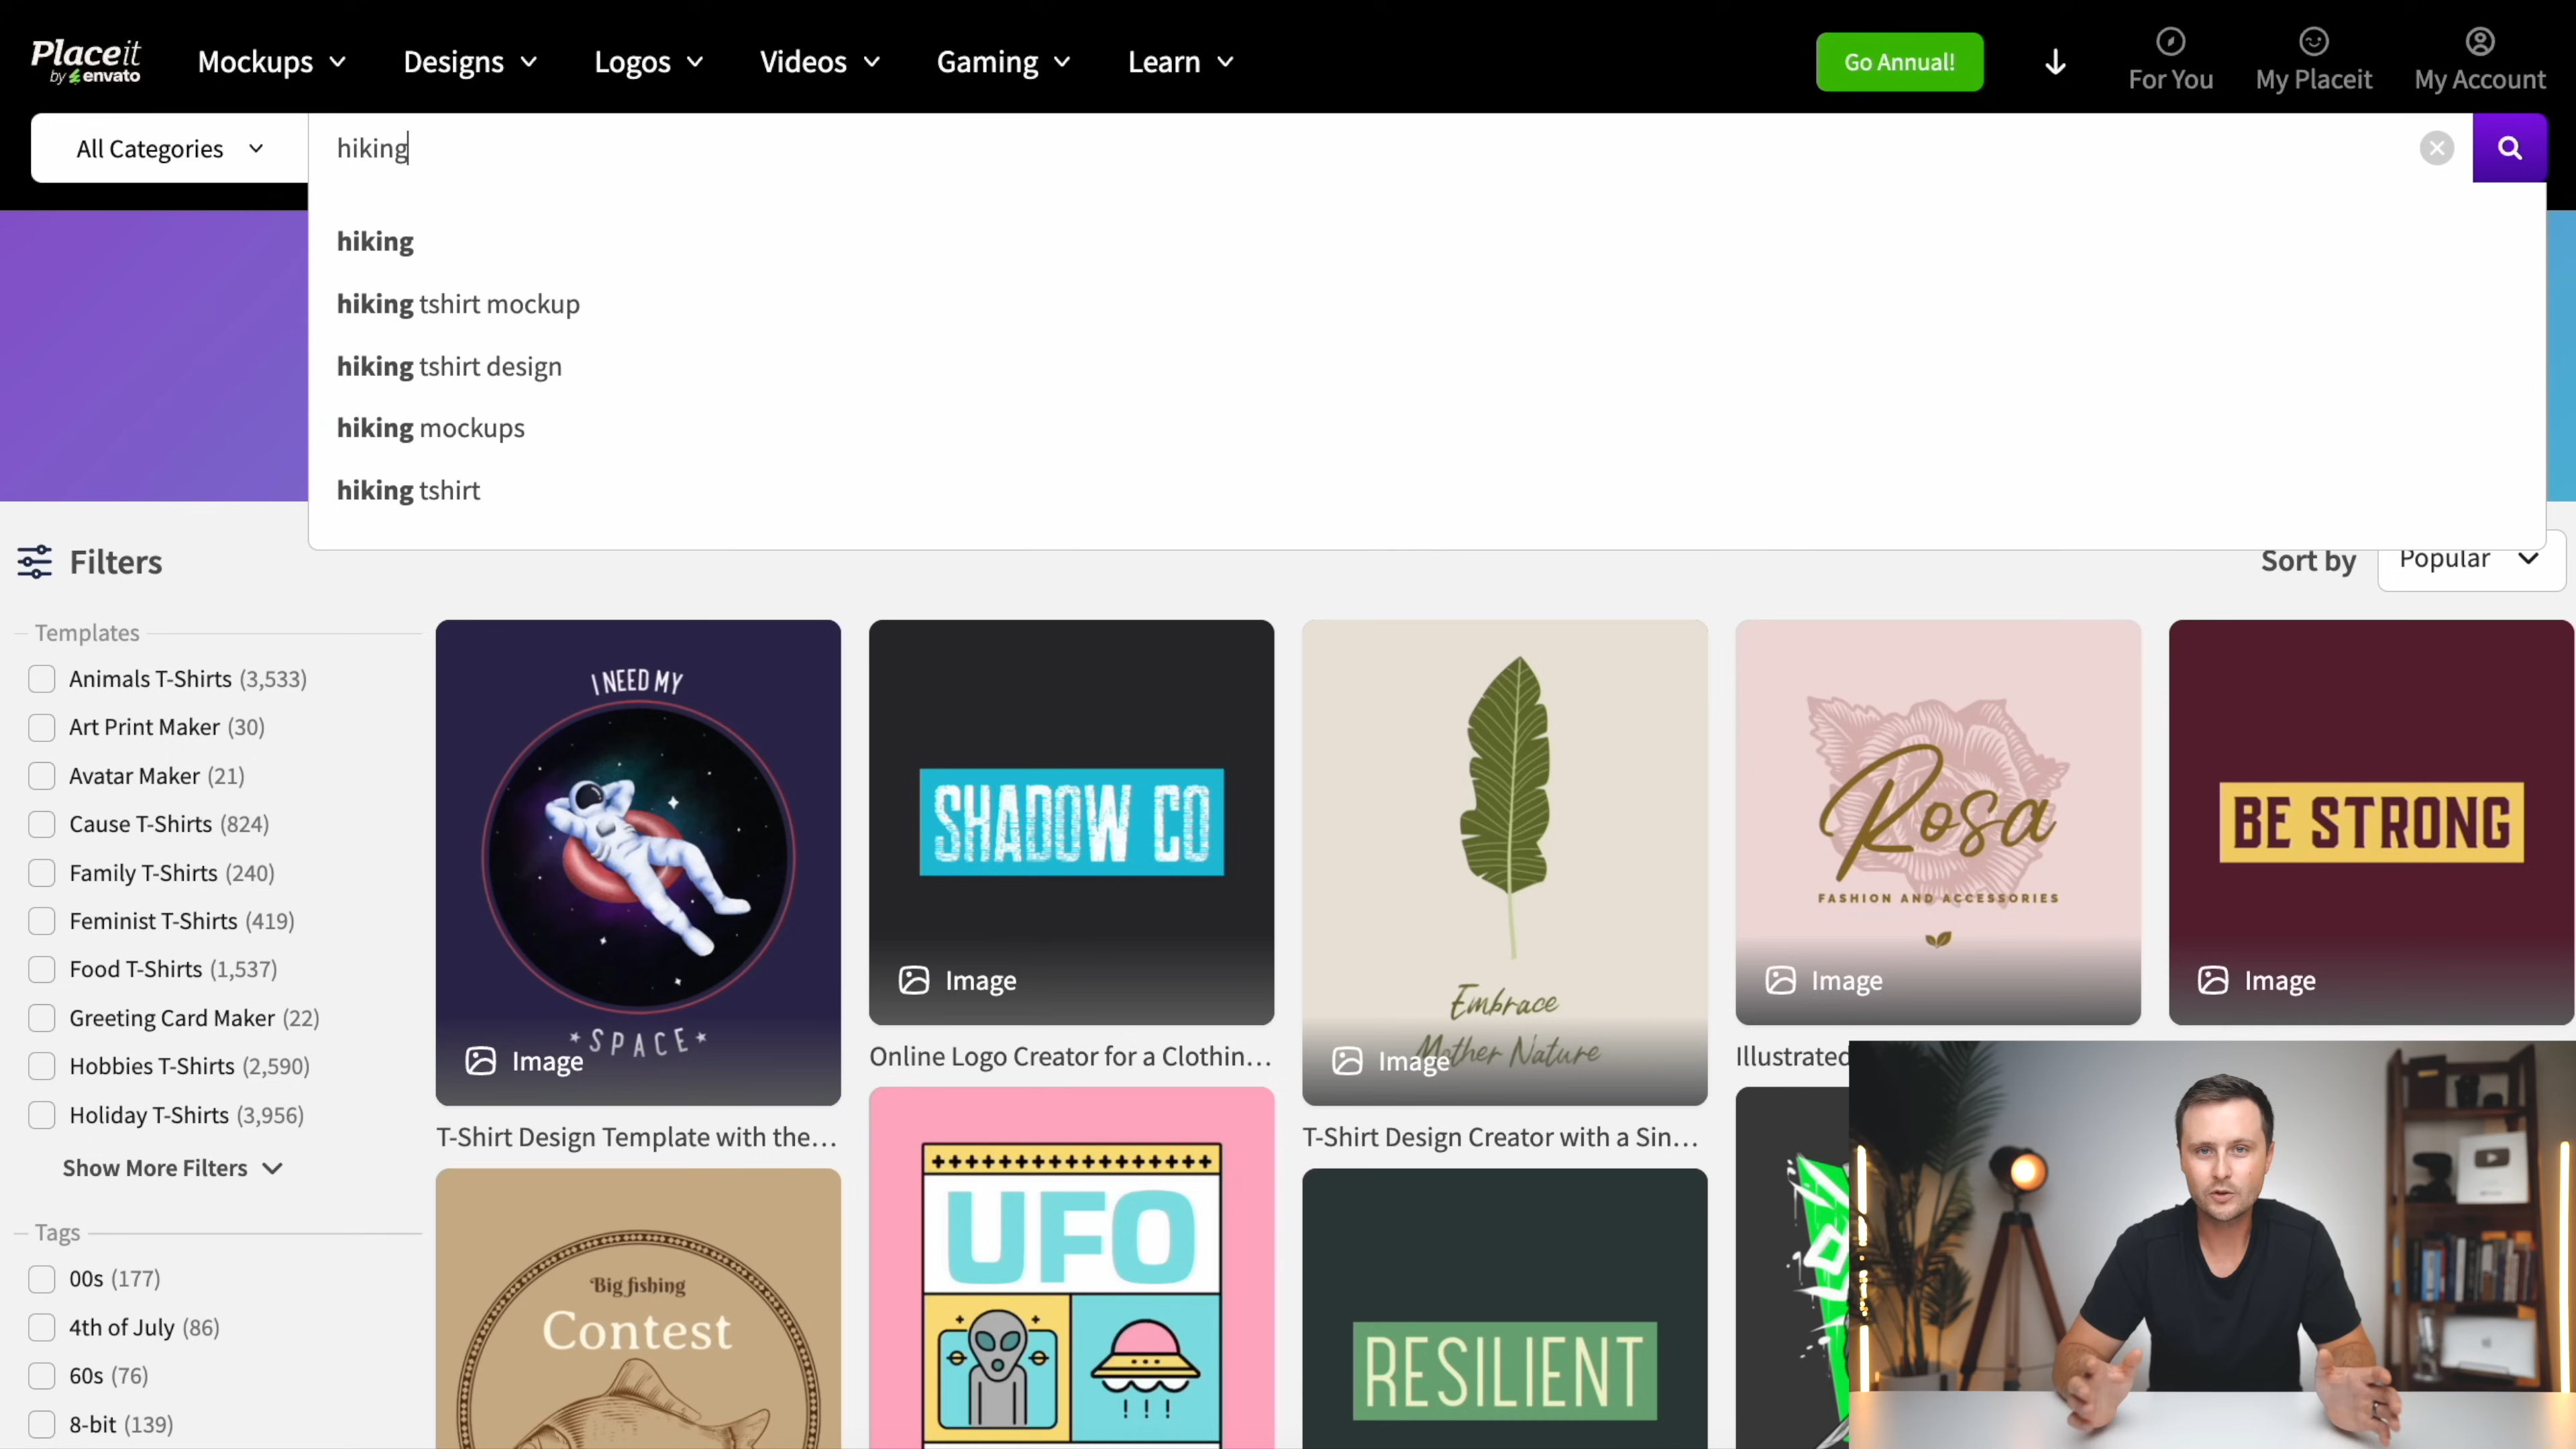 Placeit
by envato
Mockups
Designs
Logos
Videos
Gaming
Learn
Go Annual!
For You
My Placeit
My Account
All Categories
hiking
hiking
hiking tshirt mockup
hiking tshirt design
hiking mockups
hiking tshirt
Filters
Sort by
Popular
Templates
Animals T-Shirts (3,533)
Art Print Maker (30)
Avatar Maker (21)
Cause T-Shirts (824)
Family T-Shirts (240)
Feminist T-Shirts (419)
Food T-Shirts (1,537)
Greeting Card Maker (22)
Hobbies T-Shirts (2,590)
Holiday T-Shirts (3,956)
Show More Filters
Tags
00s (177)
4th of July (86)
60s (76)
8-bit (139)
I NEED MY
SPACE
Image
T-Shirt Design Template with the...
SHADOW CO
Image
Online Logo Creator for a Clothin...
Embrace
Mother Nature
Image
T-Shirt Design Creator with a Sin...
Rosa
FASHION AND ACCESSORIES
Image
Illustrated
BE STRONG
Image
Big fishing
Contest
UFO
RESILIENT